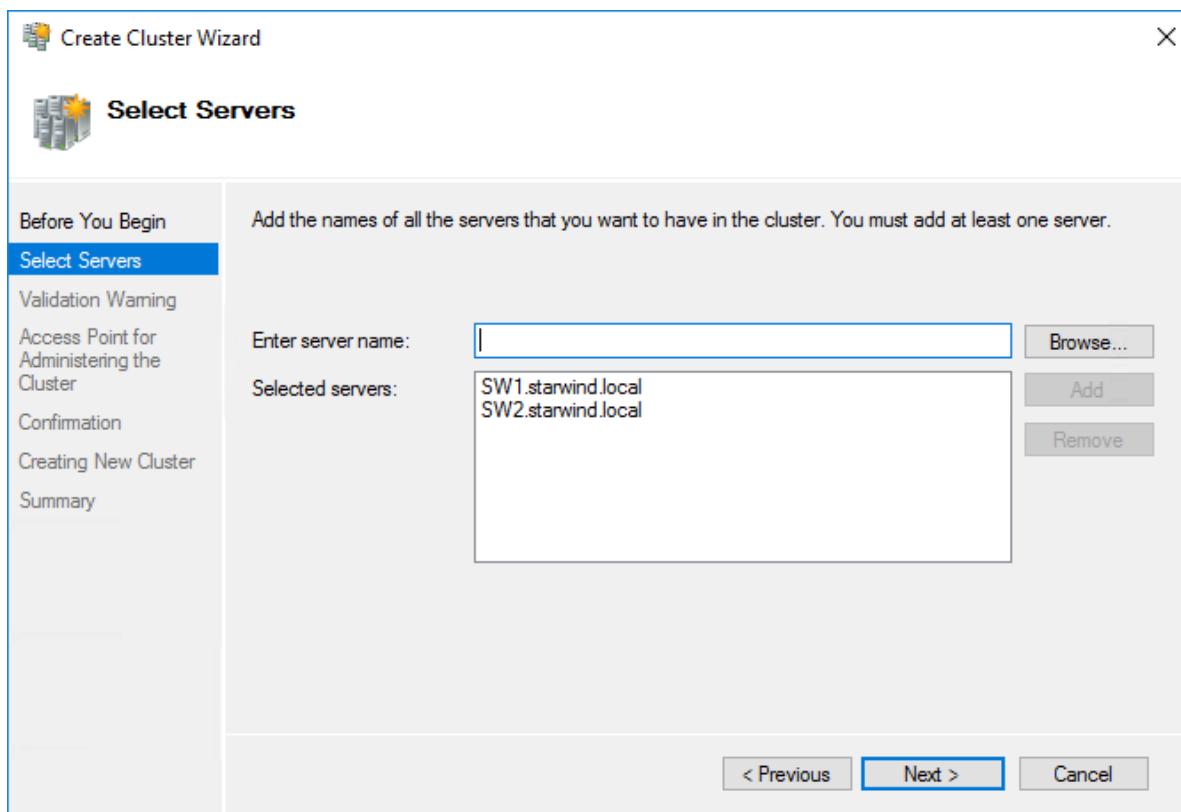 Create Cluster Wizard
Select Servers
Before You Begin
Select Servers
Validation Warning
Access Point for
Administering the
Cluster
Confirmation
Creating New Cluster
Summary
Add the names of all the servers that you want to have in the cluster. You must add at least one server.
Enter server name:
Browse...
Selected servers:
SW1.starwind.local
SW2.starwind.local
Add
Remove
< Previous
Next >
Cancel